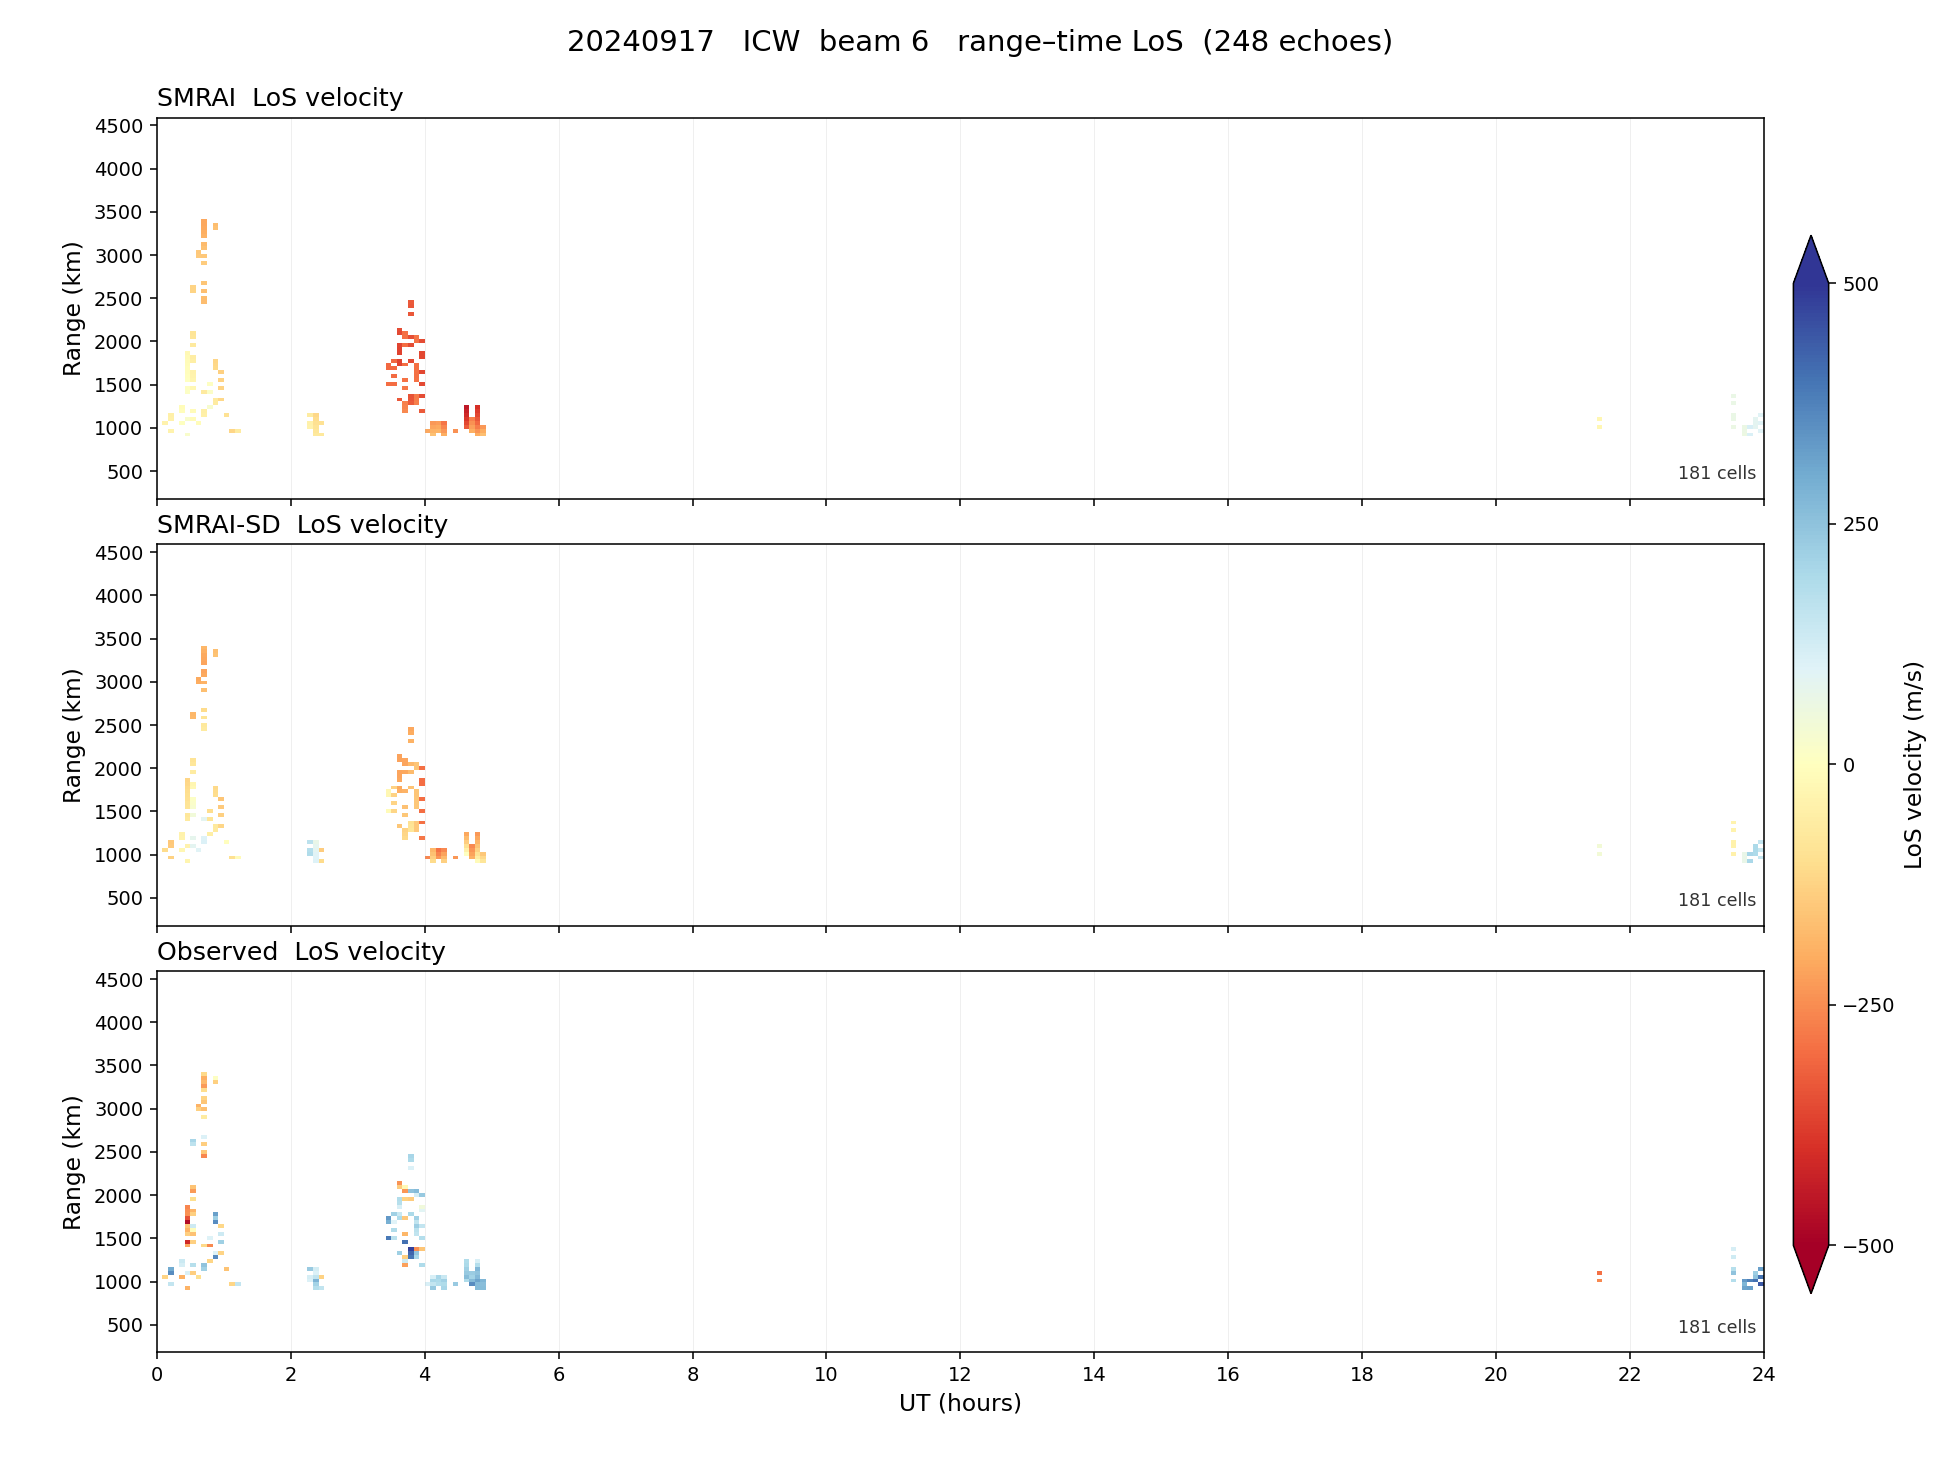 20240917   ICW  beam 6   range–time LoS  (248 echoes)
SMRAI  LoS velocity
4500
4000
3500
3000
2500
2000
1500
1000
500
Range (km)
181 cells
SMRAI-SD  LoS velocity
4500
4000
3500
3000
2500
2000
1500
1000
500
Range (km)
181 cells
Observed  LoS velocity
4500
4000
3500
3000
2500
2000
1500
1000
500
Range (km)
181 cells
0 2 4 6 8 10 12 14 16 18 20 22 24
UT (hours)
500
250
0
−250
−500
LoS velocity (m/s)